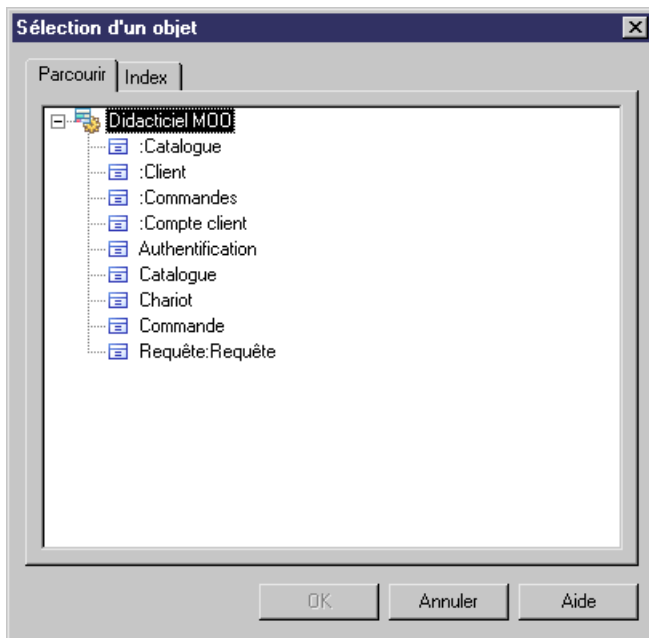 Sélection d'un objet
Parcourir
Index
Didacticiel MOO
:Catalogue
:Client
:Commandes
:Compte client
Authentification
Catalogue
Chariot
Commande
Requête:Requête
OK
Annuler
Aide